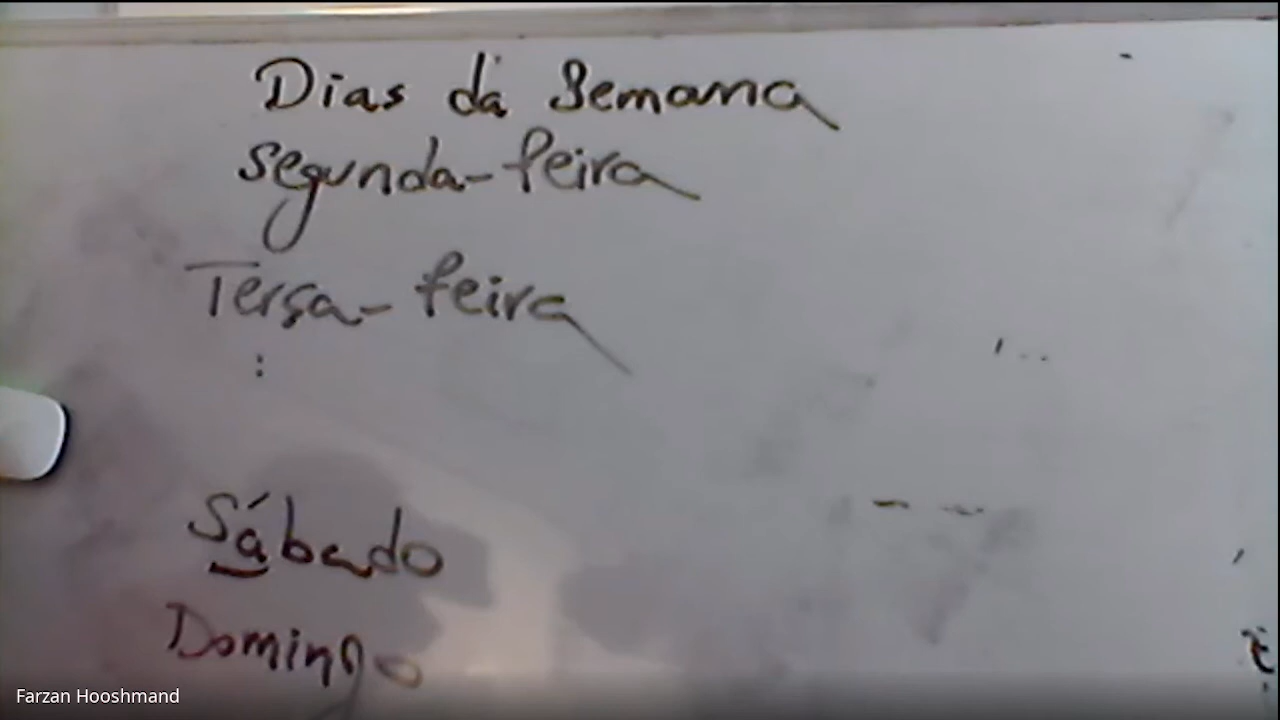 Dias da Semana
Segunda-feira
Terça-feira
:
Sábado
Domingo
Farzan Hooshmand